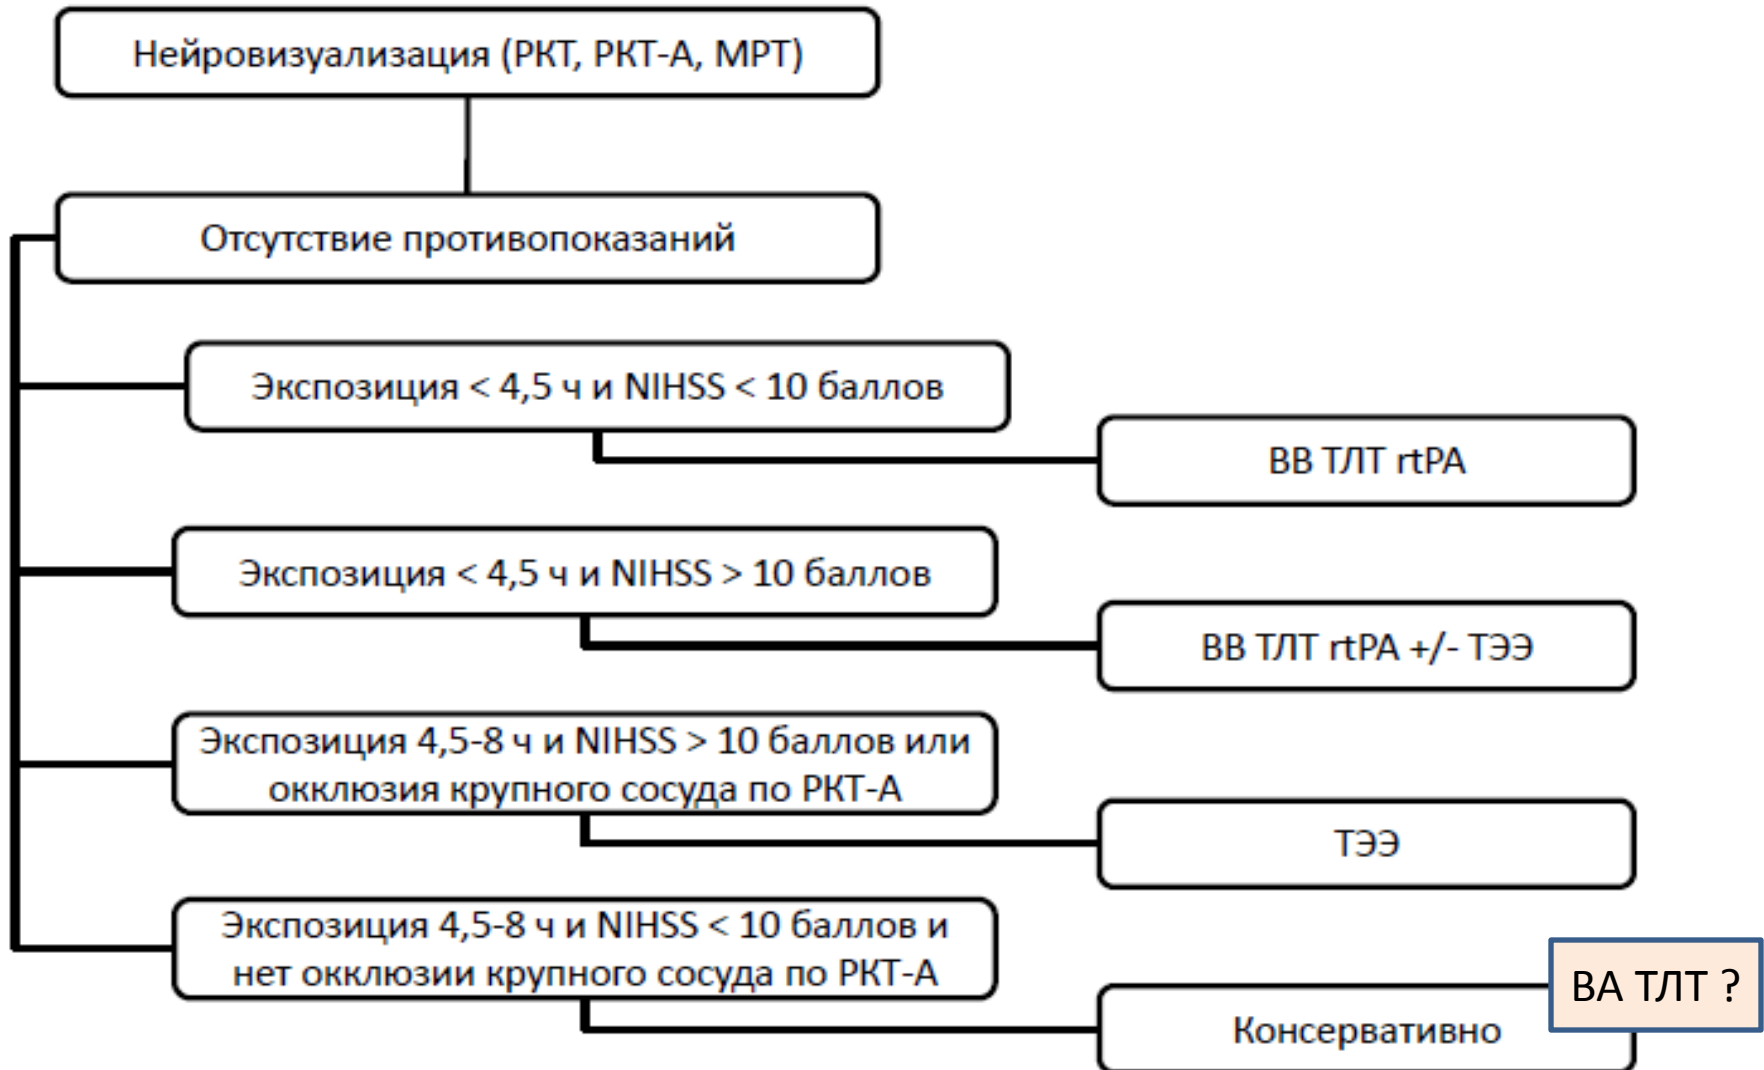 Нейровизуализация (РКТ, РКТ-А, МРТ)
Отсутствие противопоказаний
Экспозиция < 4,5 ч и NIHSS < 10 баллов
ВВ ТЛТ rtPA
Экспозиция < 4,5 ч и NIHSS > 10 баллов
ВВ ТЛТ rtPA +/- ТЭЭ
Экспозиция 4,5-8 ч и NIHSS > 10 баллов или
окклюзия крупного сосуда по РКТ-А
ТЭЭ
Экспозиция 4,5-8 ч и NIHSS < 10 баллов и
нет окклюзии крупного сосуда по РКТ-А
ВА ТЛТ ?
Консервативно